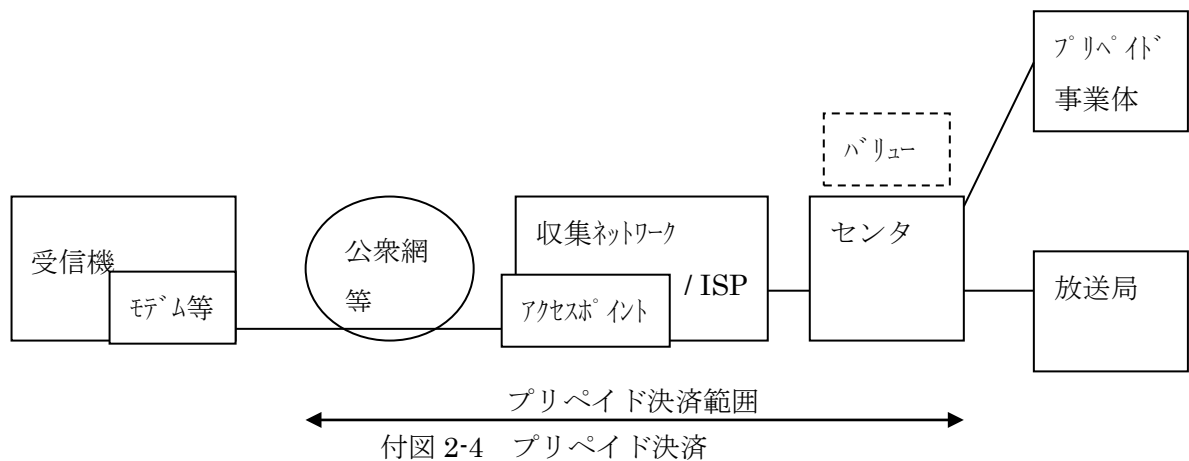 ﾌﾟﾘﾍﾟｲﾄﾞ
事業体
ﾊﾞﾘｭｰ
受信機
ﾓﾃﾞﾑ等
公衆網
等
収集ﾈｯﾄﾜｰｸ
/ ISP
ｱｸｾｽﾎﾟｲﾝﾄ
センタ
放送局
プリペイド決済範囲
付図 2-4　プリペイド決済